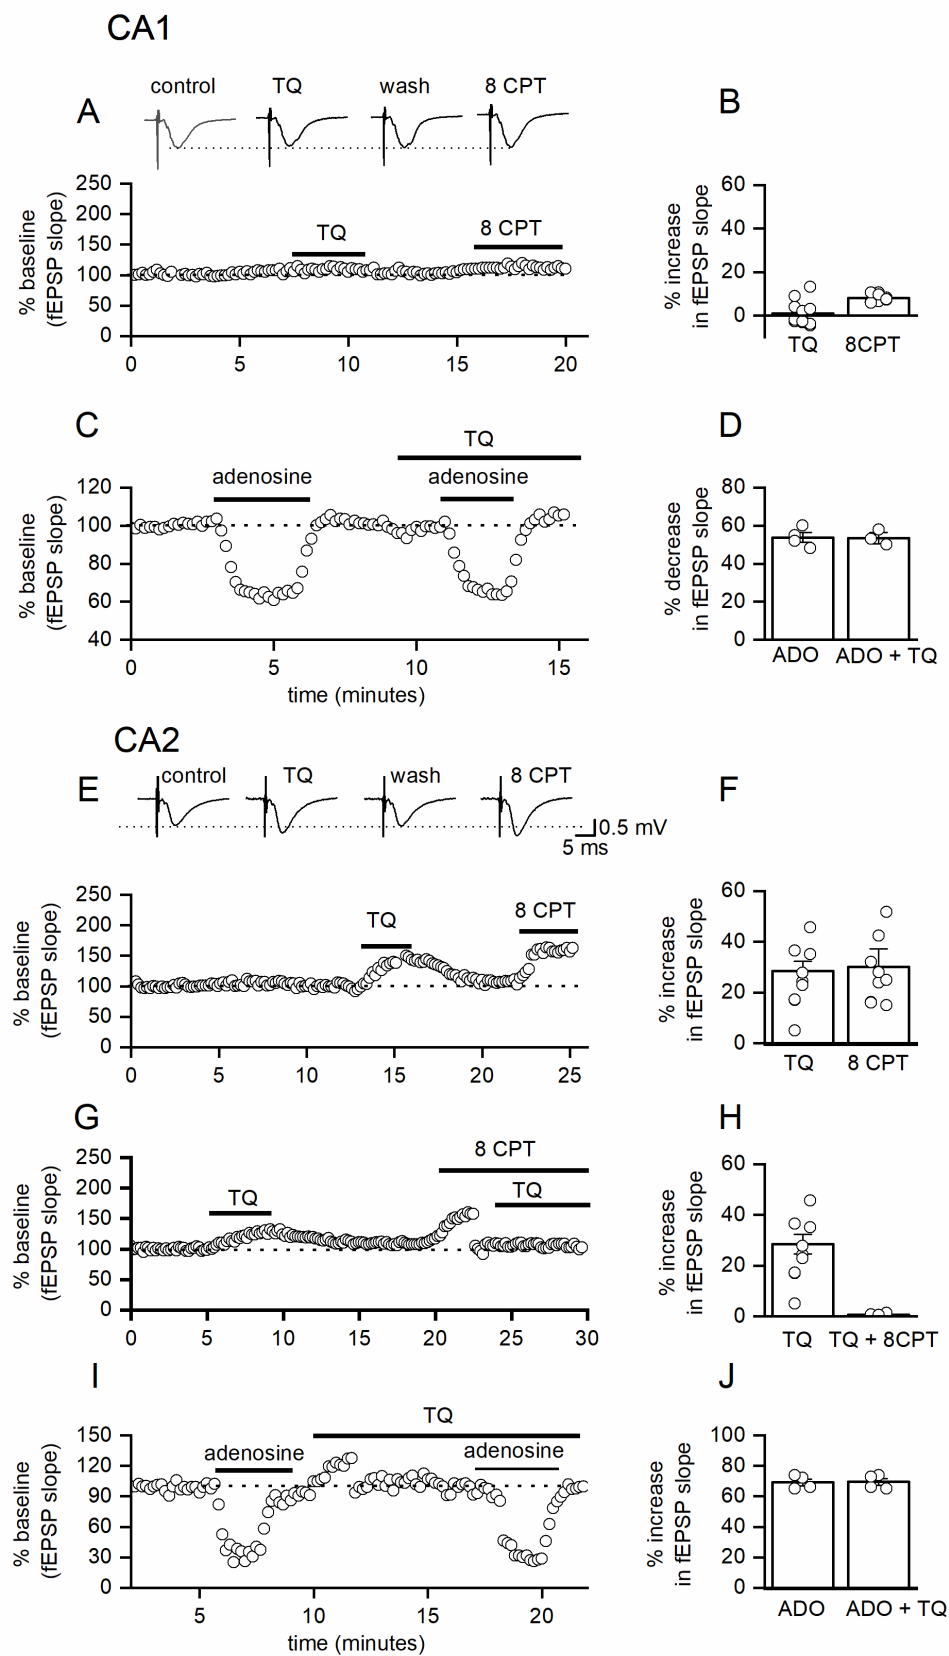 CA1
A
control TQ wash 8 CPT
% baseline
(fEPSP slope)
250
200
150
100
50
0
TQ
8 CPT
0 5 10 15 20
B
% increase
in fEPSP slope
60
40
20
0
TQ 8CPT
C
% baseline
(fEPSP slope)
120
100
80
60
40
adenosine
TQ
adenosine
0 5 10 15
time (minutes)
D
% decrease
in fEPSP slope
80
60
40
20
0
ADO ADO + TQ
CA2
E
control TQ wash 8 CPT
0.5 mV
5 ms
% baseline
(fEPSP slope)
250
200
150
100
50
0
TQ
8 CPT
0 5 10 15 20 25
F
% increase
in fEPSP slope
60
40
20
0
TQ 8 CPT
G
% baseline
(fEPSP slope)
250
200
150
100
50
0
TQ
8 CPT
TQ
0 5 10 15 20 25 30
H
% increase
in fEPSP slope
60
40
20
0
TQ TQ + 8CPT
I
% baseline
(fEPSP slope)
150
120
90
60
30
0
adenosine
TQ
adenosine
5 10 15 20
time (minutes)
J
% increase
in fEPSP slope
100
80
60
40
20
0
ADO ADO + TQ